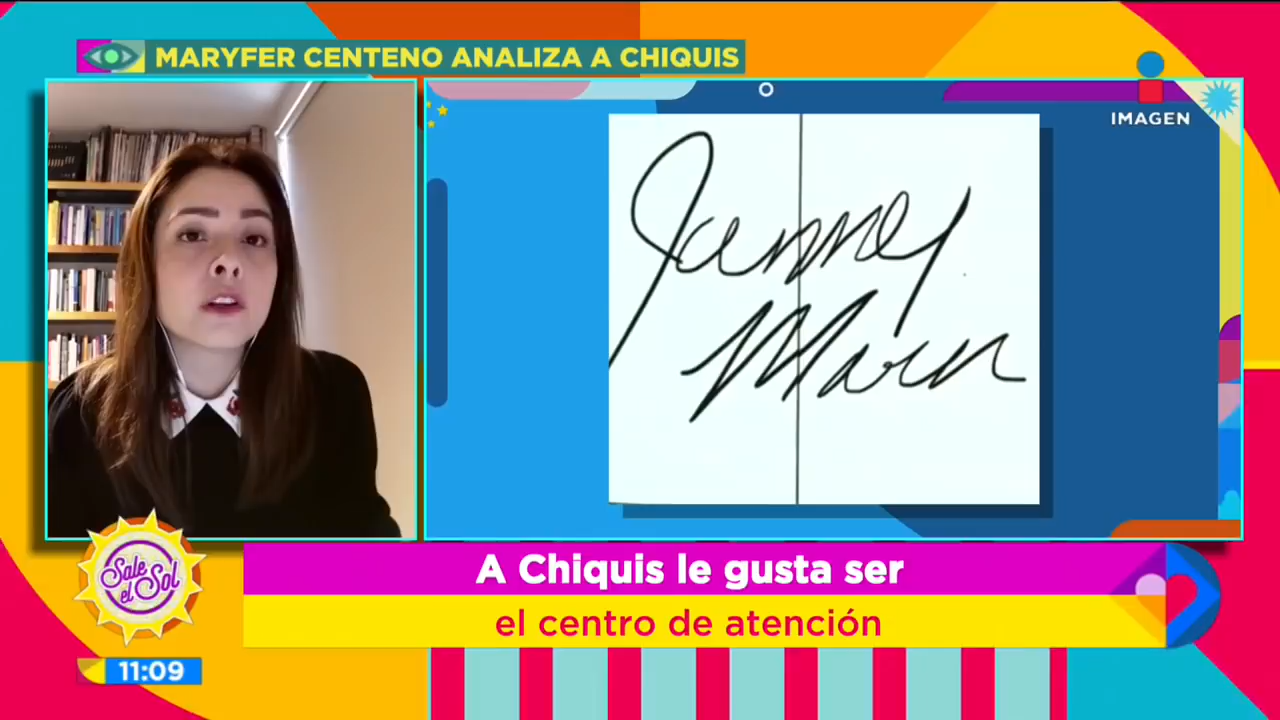 MARYFER CENTENO ANALIZA A CHIQUIS
IMAGEN
Janney
Marin
A Chiquis le gusta ser
el centro de atención
Sale
el Sol
11:09